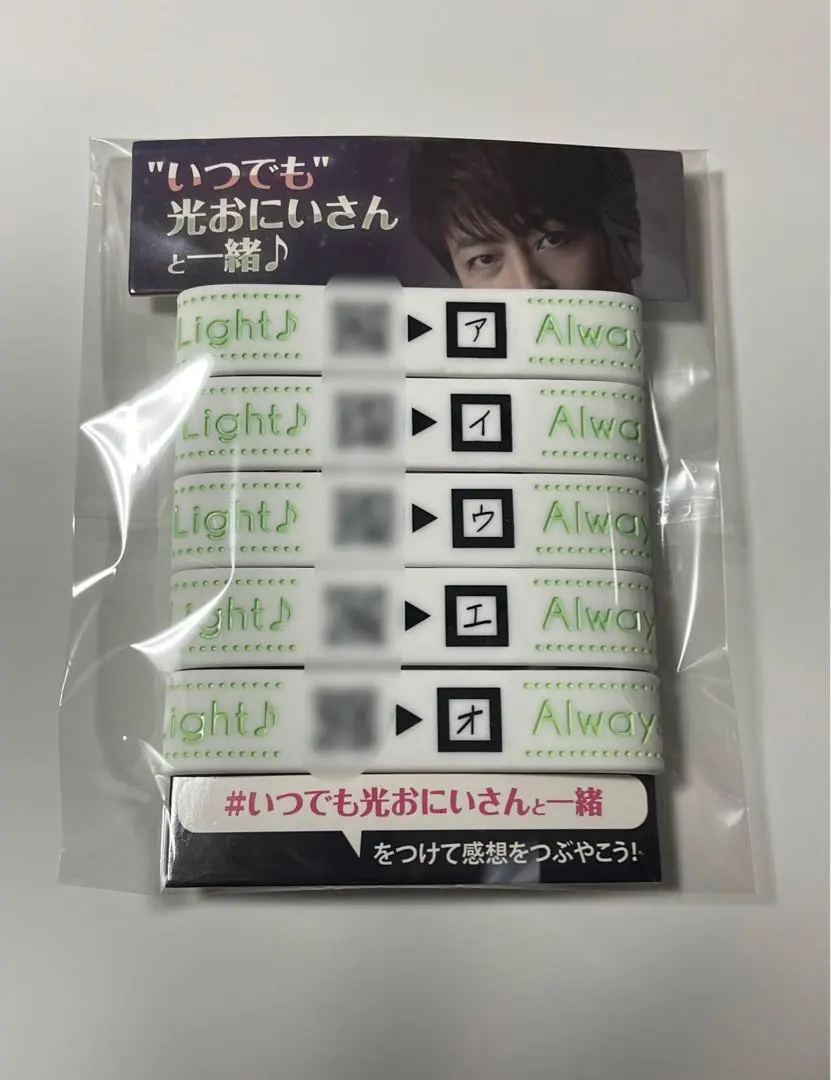 "いつでも"
光おにいさん
と一緒♪
Light♪ ▶ ア Alway
Light♪ ▶ イ Alwa
Light♪ ▶ ウ Alway
Light♪ ▶ エ Alway
ight♪ ▶ オ Alway
#いつでも光おにいさんと一緒
をつけて感想をつぶやこう!